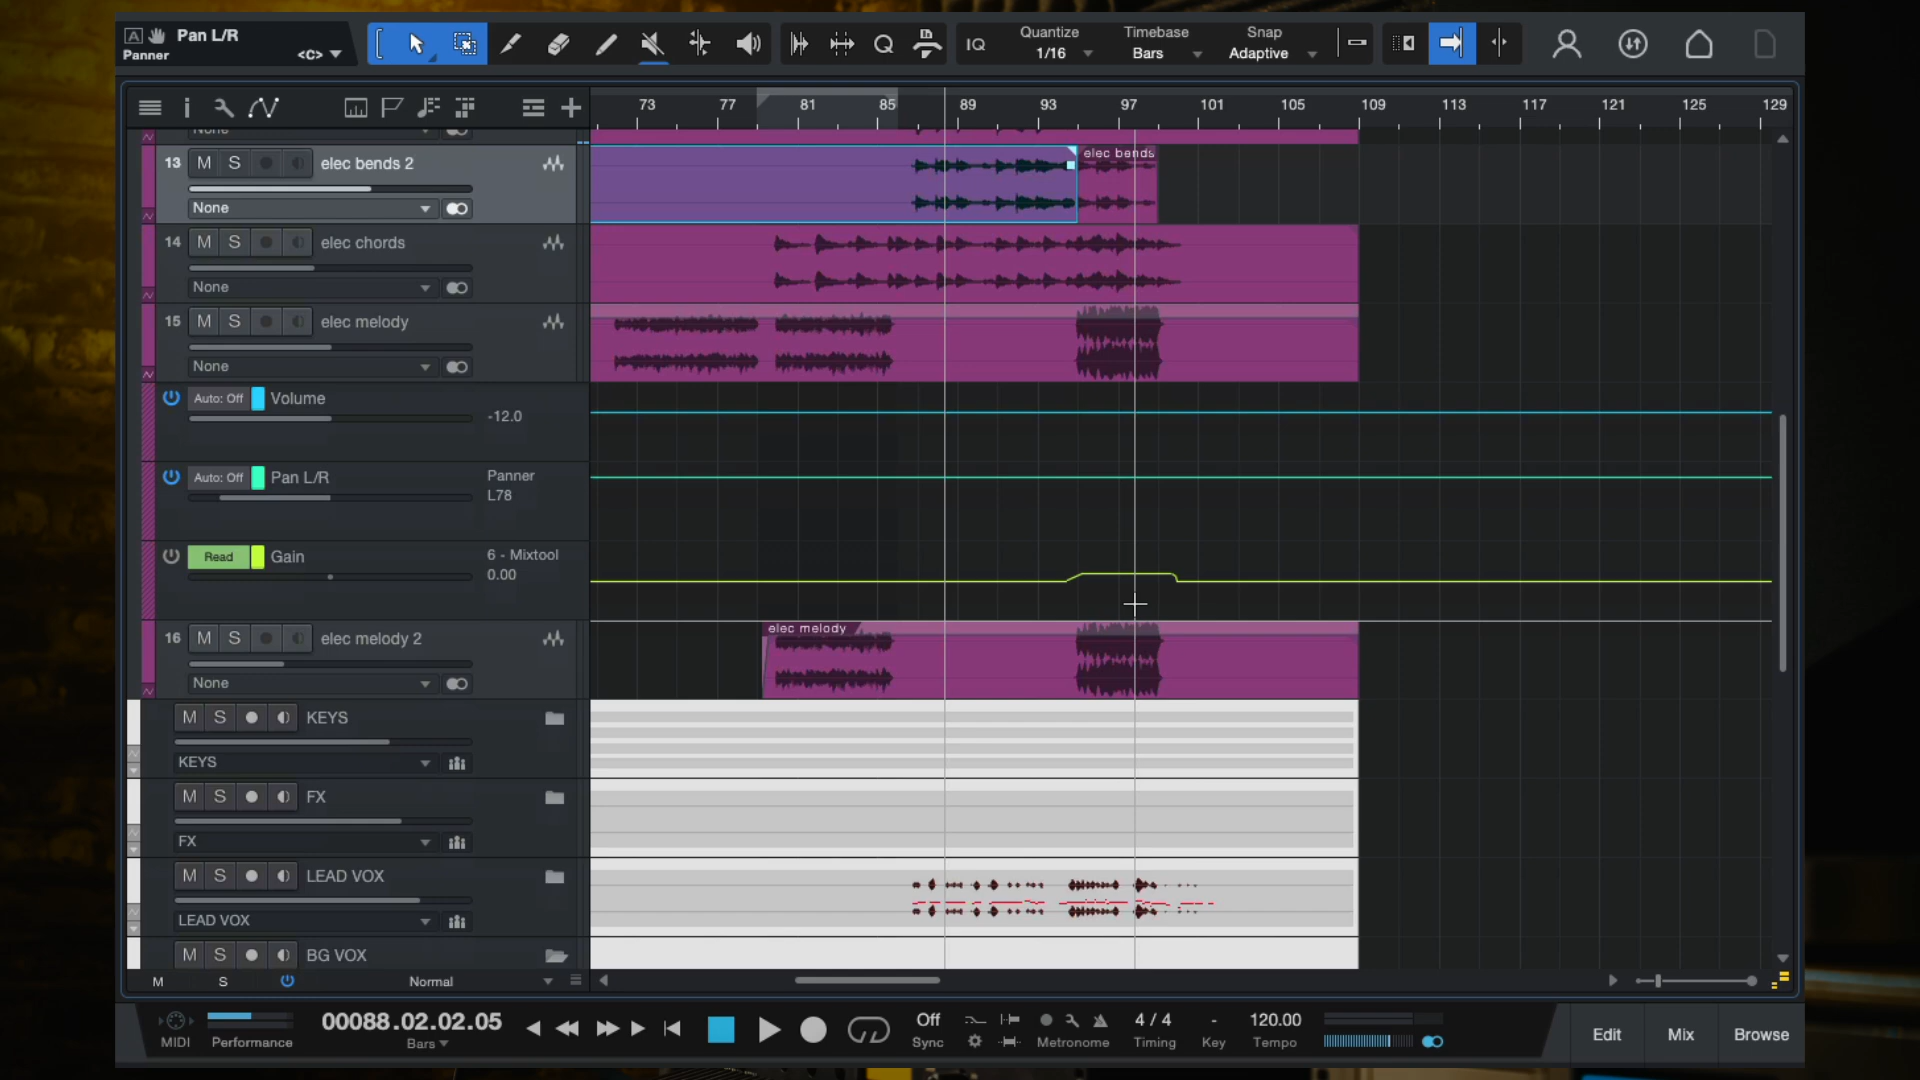 A Pan L/R
Panner <C>
IQ Quantize Timebase Snap
1/16 Bars Adaptive
73 77 81 85 89 93 97 101 105 109 113 117 121 125 129
None
13 M S elec bends 2
elec bends
None
14 M S elec chords
None
15 M S elec melody
None
Auto: Off Volume
-12.0
Auto: Off Pan L/R Panner
L78
Read Gain 6 - Mixtool
0.00
16 M S elec melody 2
elec melody
None
M S KEYS
KEYS
M S FX
FX
M S LEAD VOX
LEAD VOX
M S BG VOX
M S Normal
00088.02.02.05 Off 4 / 4 - 120.00
MIDI Performance Bars Sync Metronome Timing Key Tempo
Edit Mix Browse